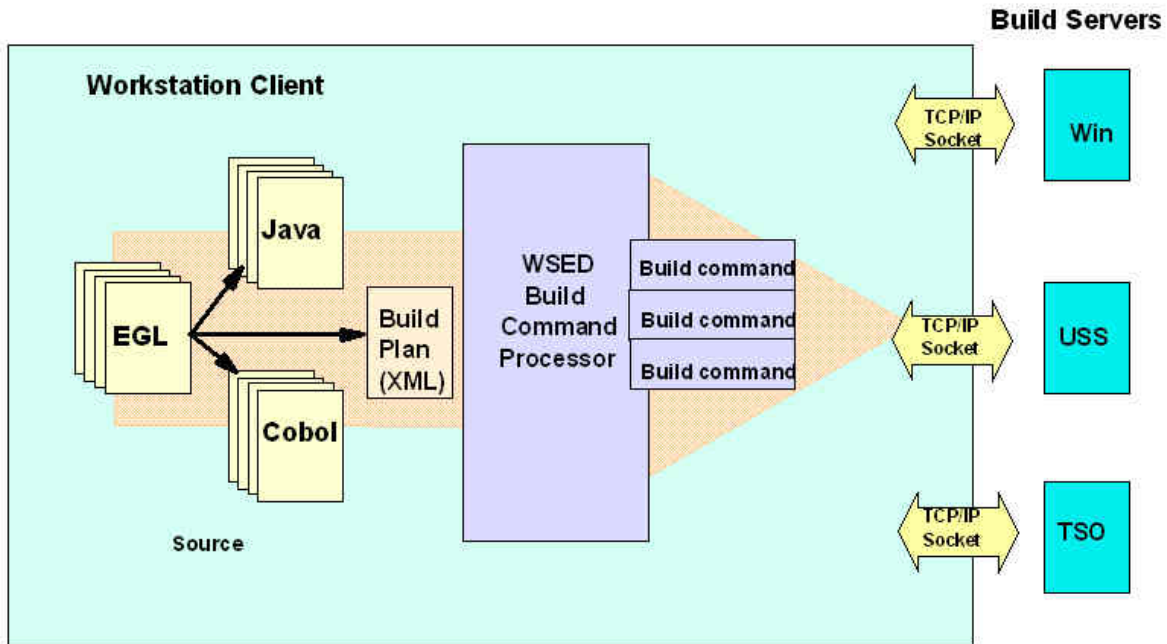 Build Servers
Workstation Client
TCP/IP
Socket
Win
Java
WSED
Build
Command
Processor
Build command
Build command
Build command
EGL
Build
Plan
(XML)
TCP/IP
Socket
USS
Cobol
Source
TCP/IP
Socket
TSO